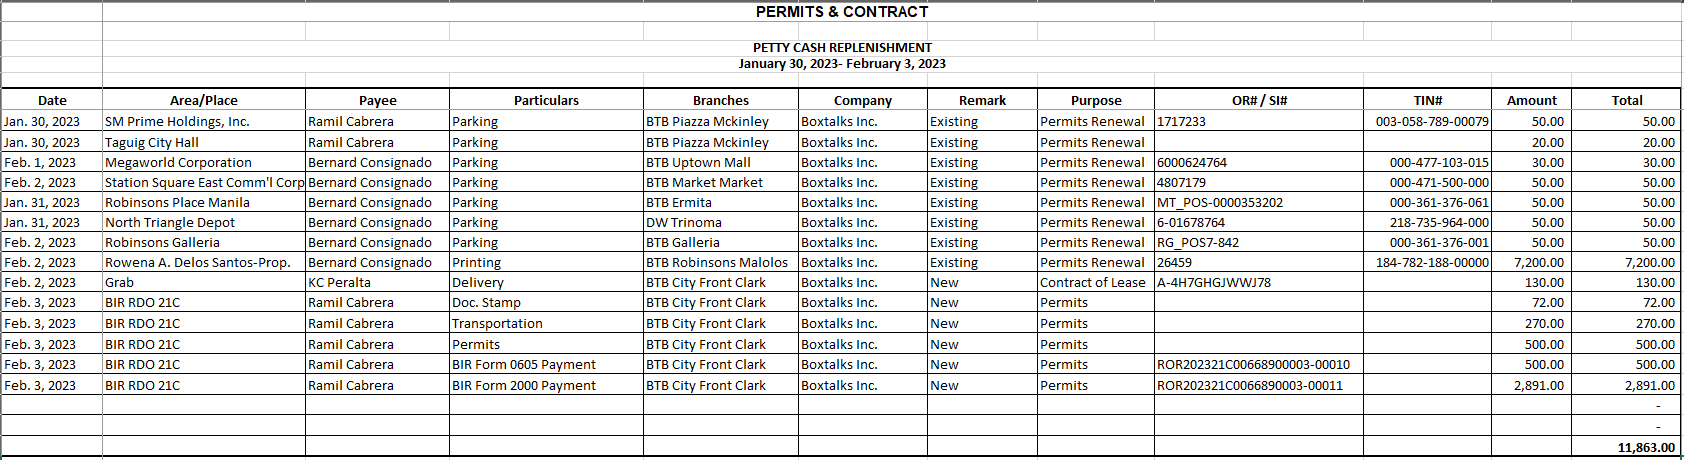 PERMITS & CONTRACT
PETTY CASH REPLENISHMENT
January 30, 2023- February 3, 2023
Date Area/Place Payee Particulars Branches Company Remark Purpose OR# / SI# TIN# Amount Total
Jan. 30, 2023 SM Prime Holdings, Inc. Ramil Cabrera Parking BTB Piazza Mckinley Boxtalks Inc. Existing Permits Renewal 1717233 003-058-789-00079 50.00 50.00
Jan. 30, 2023 Taguig City Hall Ramil Cabrera Parking BTB Piazza Mckinley Boxtalks Inc. Existing Permits Renewal 20.00 20.00
Feb. 1, 2023 Megaworld Corporation Bernard Consignado Parking BTB Uptown Mall Boxtalks Inc. Existing Permits Renewal 6000624764 000-477-103-015 30.00 30.00
Feb. 2, 2023 Station Square East Comm'l Corp Bernard Consignado Parking BTB Market Market Boxtalks Inc. Existing Permits Renewal 4807179 000-471-500-000 50.00 50.00
Jan. 31, 2023 Robinsons Place Manila Bernard Consignado Parking BTB Ermita Boxtalks Inc. Existing Permits Renewal MT_POS-0000353202 000-361-376-061 50.00 50.00
Jan. 31, 2023 North Triangle Depot Bernard Consignado Parking DW Trinoma Boxtalks Inc. Existing Permits Renewal 6-01678764 218-735-964-000 50.00 50.00
Feb. 2, 2023 Robinsons Galleria Bernard Consignado Parking BTB Galleria Boxtalks Inc. Existing Permits Renewal RG_POS7-842 000-361-376-001 50.00 50.00
Feb. 2, 2023 Rowena A. Delos Santos-Prop. Bernard Consignado Printing BTB Robinsons Malolos Boxtalks Inc. Existing Permits Renewal 26459 184-782-188-00000 7,200.00 7,200.00
Feb. 2, 2023 Grab KC Peralta Delivery BTB City Front Clark Boxtalks Inc. New Contract of Lease A-4H7GHGJWWJ78 130.00 130.00
Feb. 3, 2023 BIR RDO 21C Ramil Cabrera Doc. Stamp BTB City Front Clark Boxtalks Inc. New Permits 72.00 72.00
Feb. 3, 2023 BIR RDO 21C Ramil Cabrera Transportation BTB City Front Clark Boxtalks Inc. New Permits 270.00 270.00
Feb. 3, 2023 BIR RDO 21C Ramil Cabrera Permits BTB City Front Clark Boxtalks Inc. New Permits 500.00 500.00
Feb. 3, 2023 BIR RDO 21C Ramil Cabrera BIR Form 0605 Payment BTB City Front Clark Boxtalks Inc. New Permits ROR202321C00668900003-00010 500.00 500.00
Feb. 3, 2023 BIR RDO 21C Ramil Cabrera BIR Form 2000 Payment BTB City Front Clark Boxtalks Inc. New Permits ROR202321C0066890003-00011 2,891.00 2,891.00
-
-
11,863.00